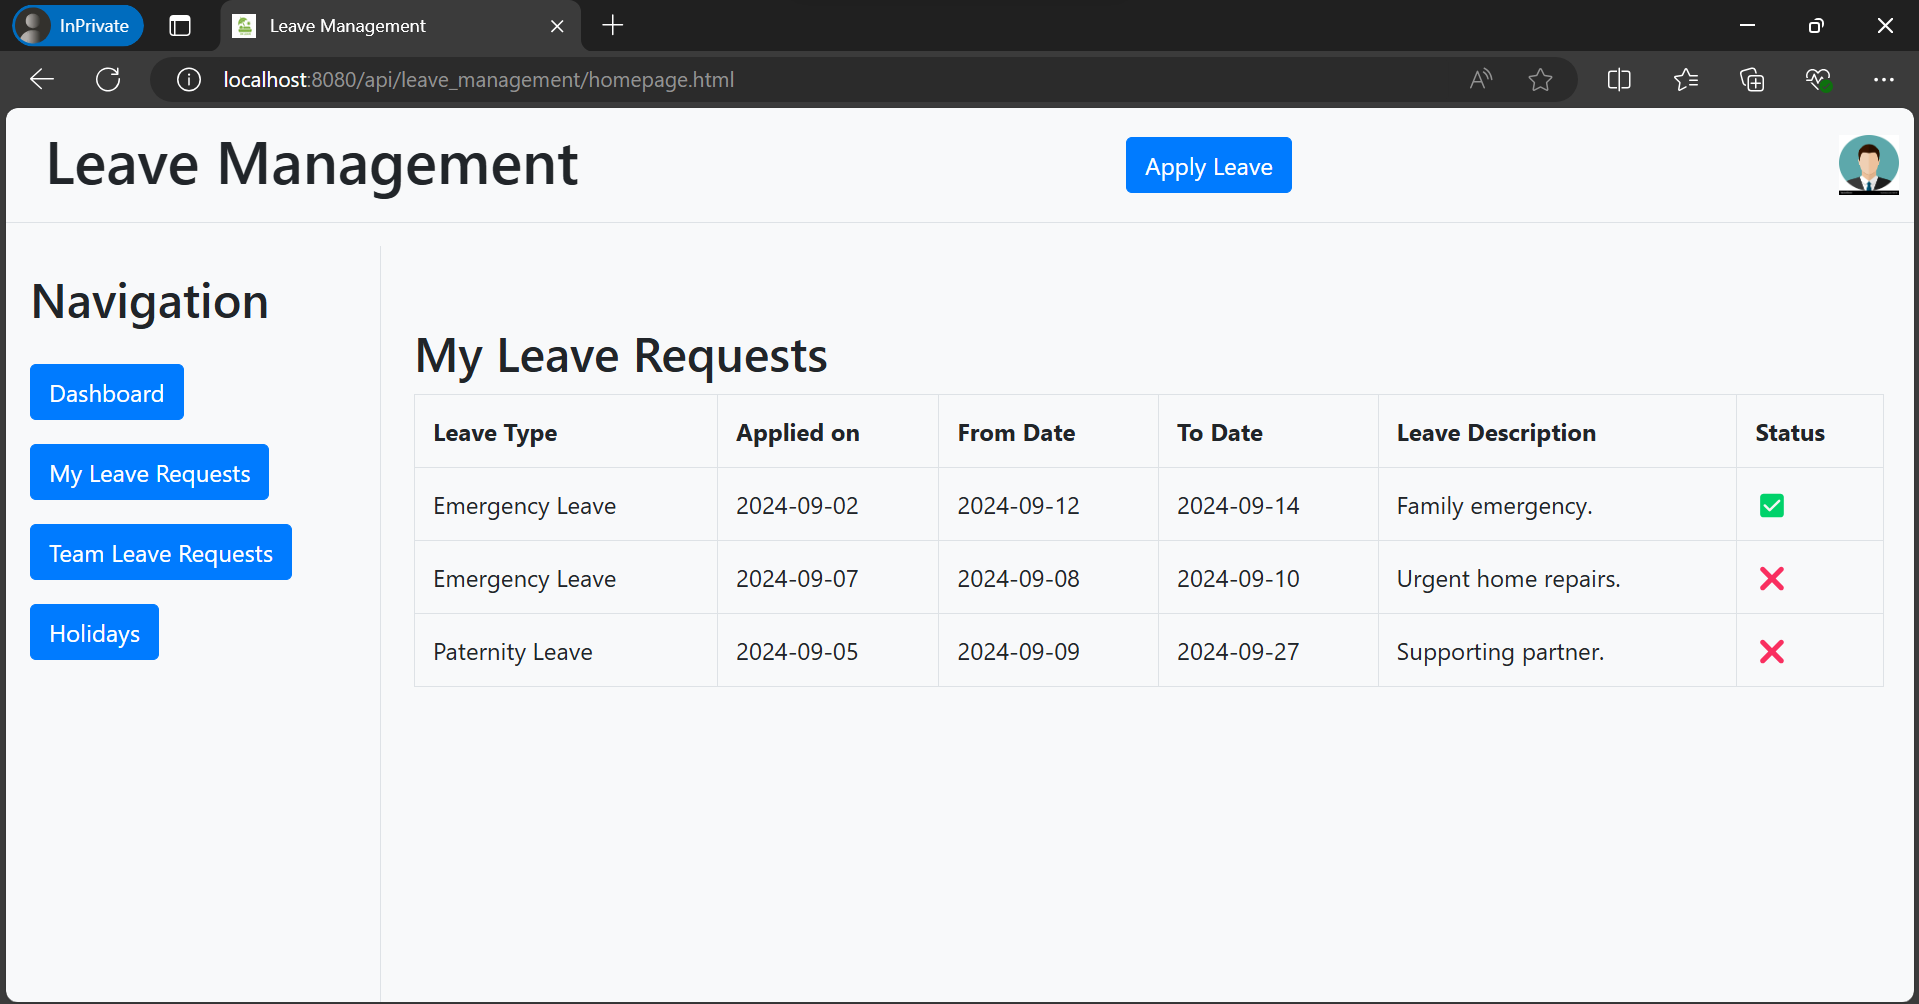 InPrivate
Leave Management
localhost:8080/api/leave_management/homepage.html
Leave Management
Apply Leave
Navigation
Dashboard
My Leave Requests
Team Leave Requests
Holidays
My Leave Requests
Leave Type Applied on From Date To Date Leave Description Status
Emergency Leave 2024-09-02 2024-09-12 2024-09-14 Family emergency. ✅
Emergency Leave 2024-09-07 2024-09-08 2024-09-10 Urgent home repairs. ❌
Paternity Leave 2024-09-05 2024-09-09 2024-09-27 Supporting partner. ❌